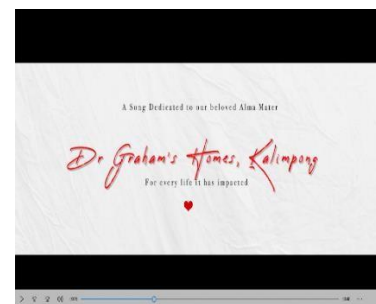 A Song Dedicated to our beloved Alma Mater
Dr Graham's Homes, Kalimpong
For every life it has impacted